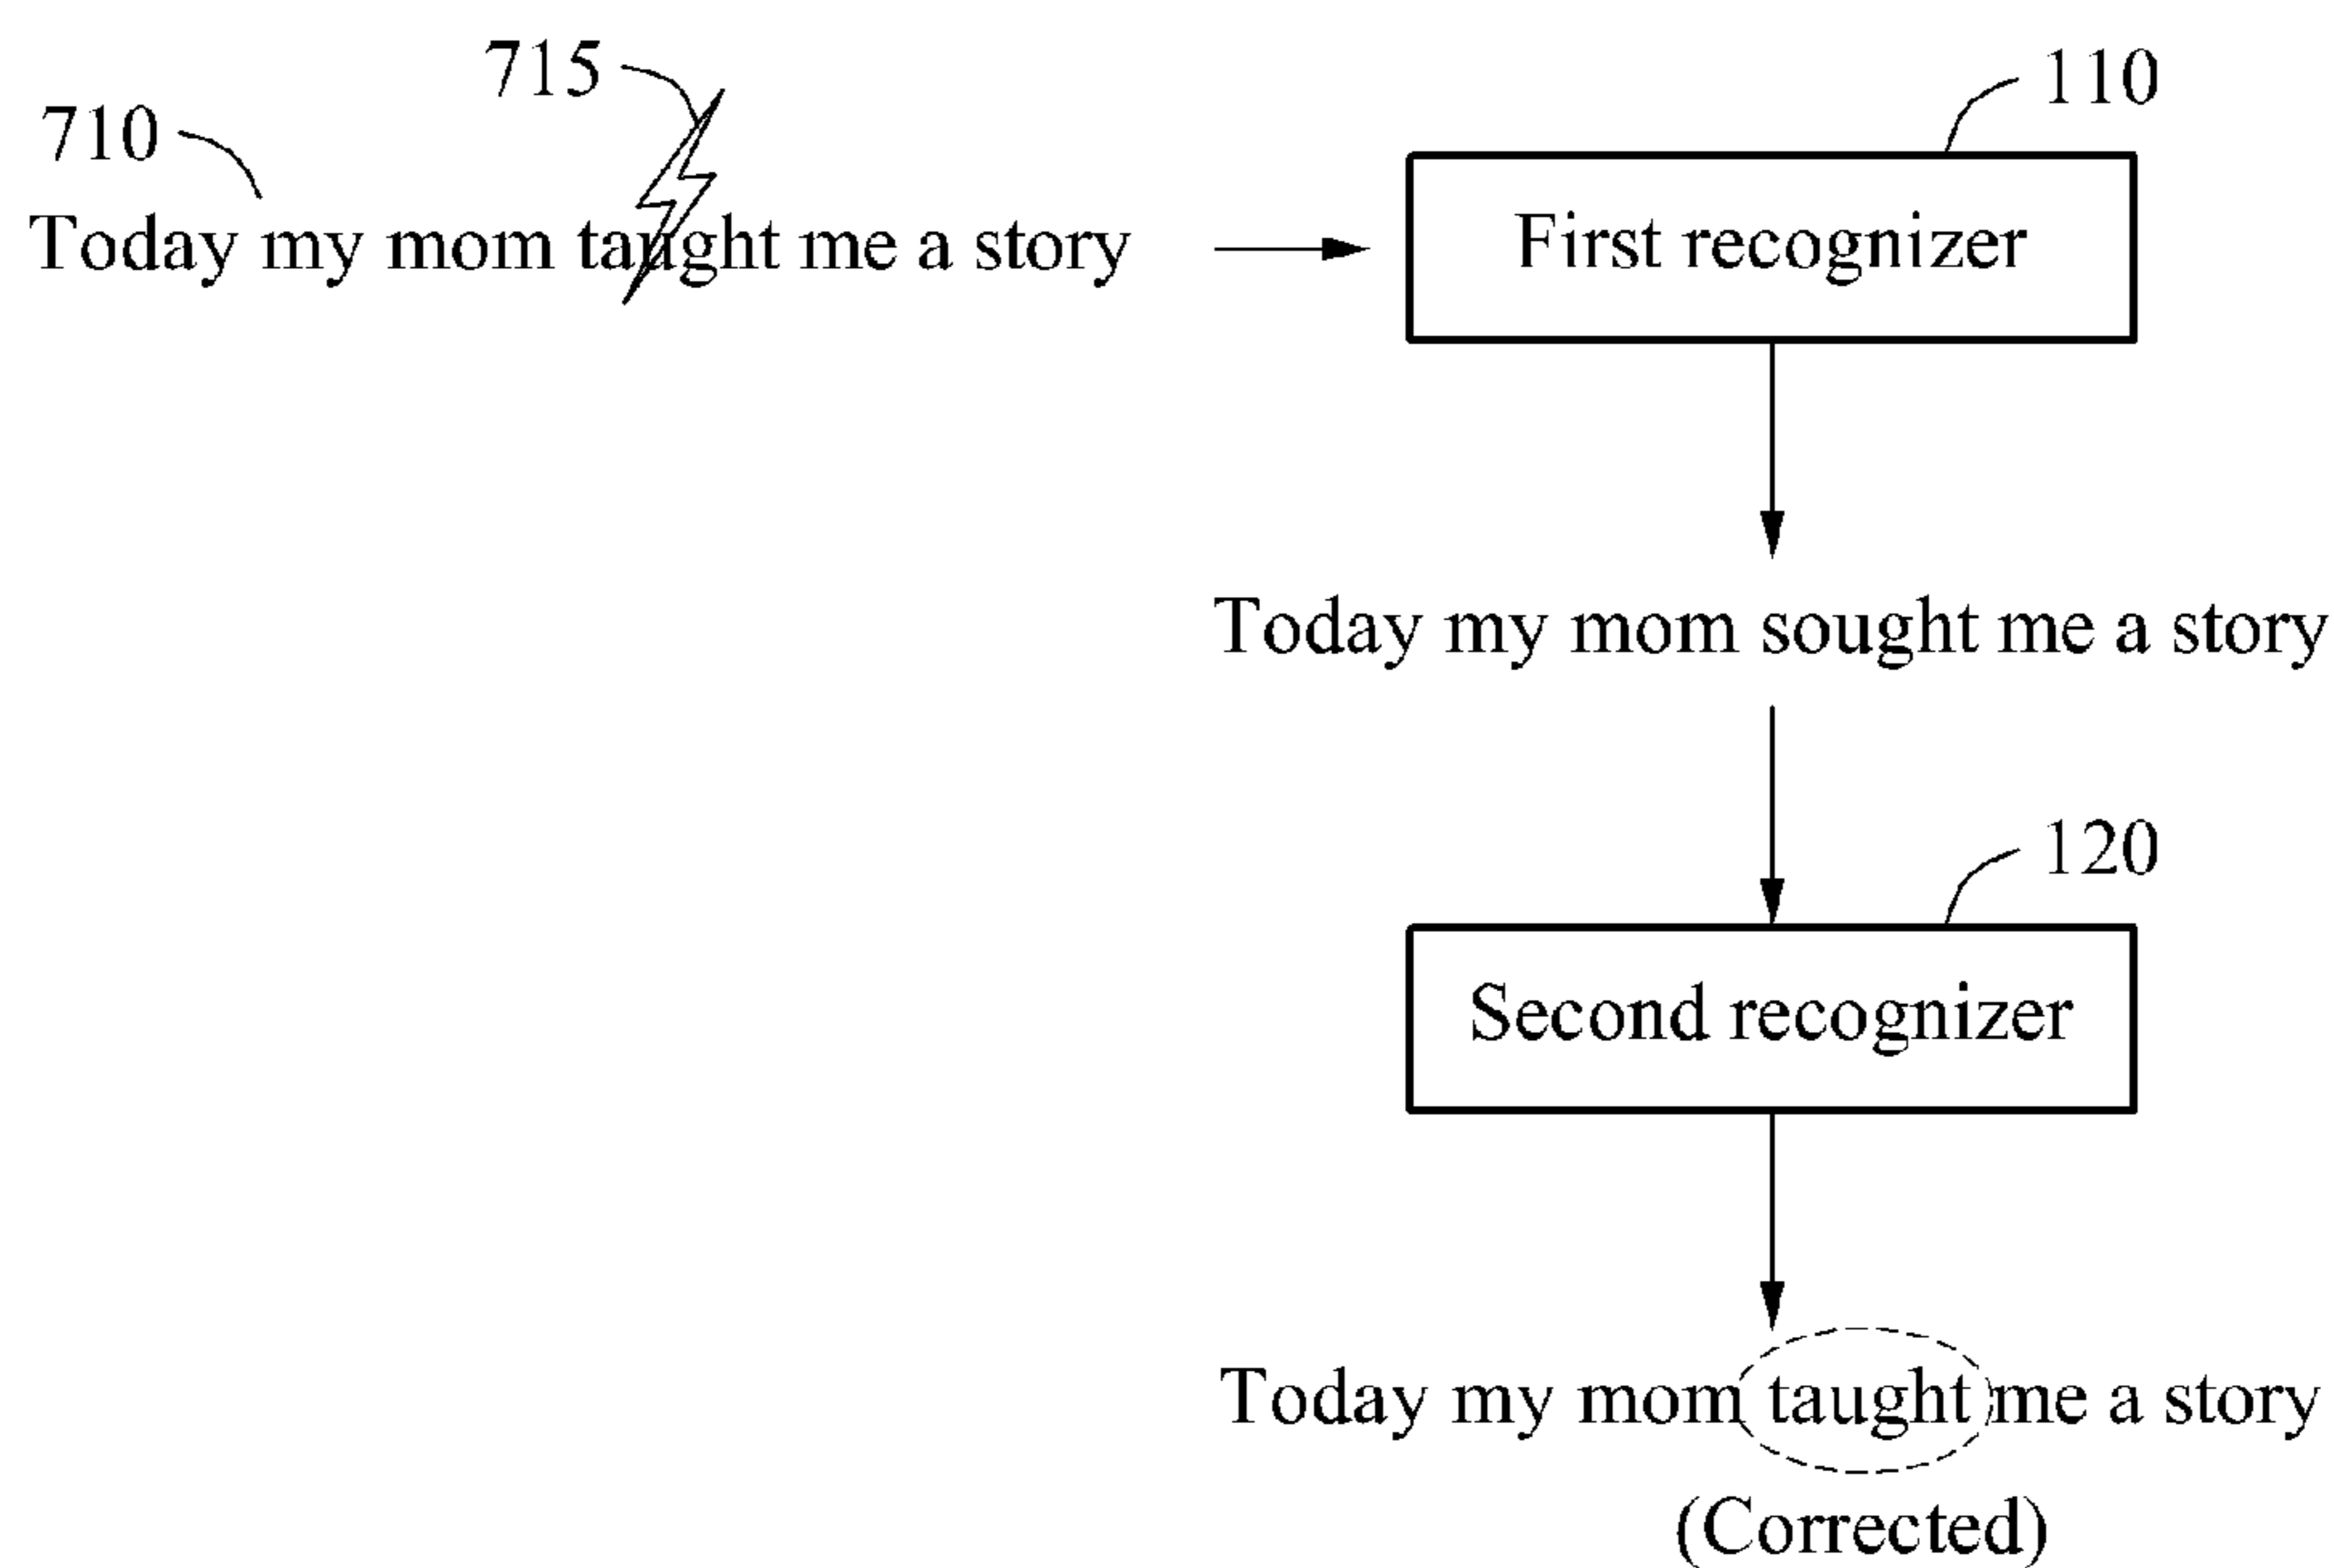 715
710
110
Today my mom taught me a story
First recognizer
Today my mom sought me a story
120
Second recognizer
Today my mom taught me a story
(Corrected)